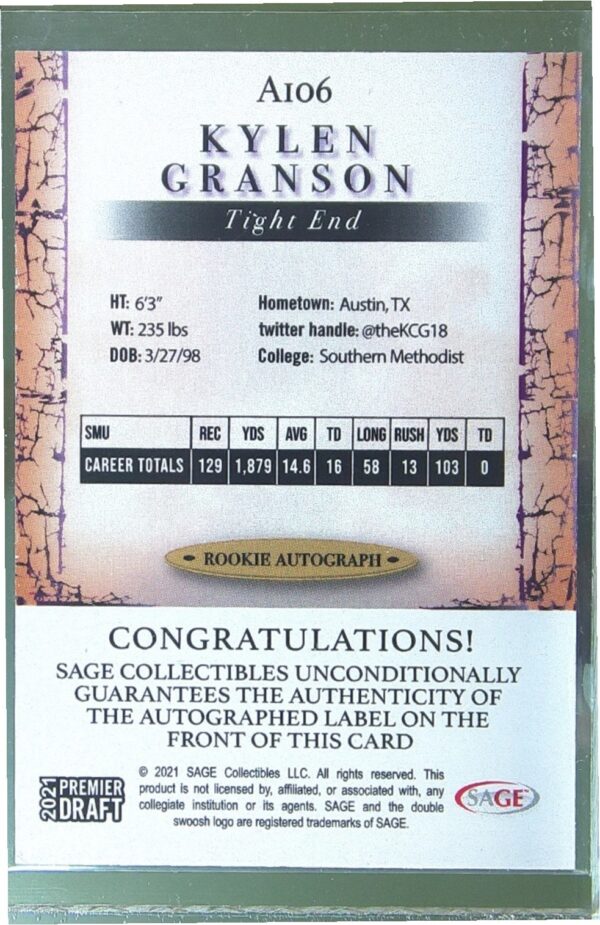 A106
KYLEN
GRANSON
Tight End
HT: 6'3"
WT: 235 lbs
DOB: 3/27/98
Hometown: Austin, TX
twitter handle: @theKCG18
College: Southern Methodist
SMU REC YDS AVG TD LONG RUSH YDS TD
CAREER TOTALS 129 1,879 14.6 16 58 13 103 0
• ROOKIE AUTOGRAPH •
CONGRATULATIONS!
SAGE COLLECTIBLES UNCONDITIONALLY
GUARANTEES THE AUTHENTICITY OF
THE AUTOGRAPHED LABEL ON THE
FRONT OF THIS CARD
2021 PREMIER
DRAFT
© 2021 SAGE Collectibles LLC. All rights reserved. This
product is not licensed by, affiliated, or associated with, any
collegiate institution or its agents. SAGE and the double
swoosh logo are registered trademarks of SAGE.
SAGE